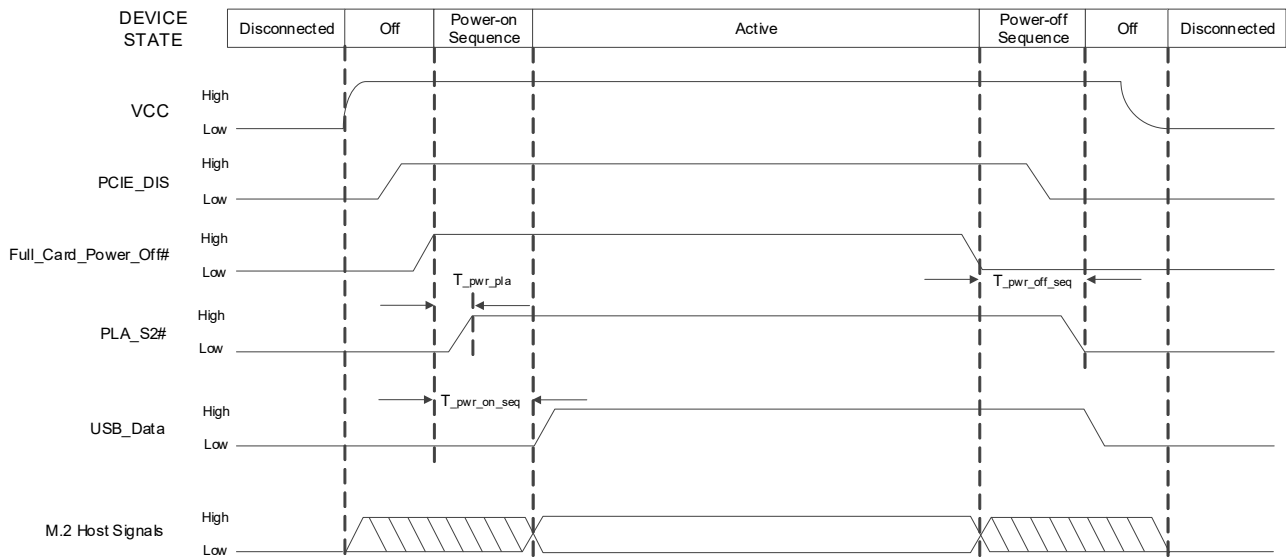 DEVICE
STATE
Disconnected
Off
Power-on
Sequence
Active
Power-off
Sequence
Off
Disconnected
VCC
High
Low
PCIE_DIS
High
Low
Full_Card_Power_Off#
High
Low
T_pwr_pla
T_pwr_off_seq
PLA_S2#
High
Low
T_pwr_on_seq
USB_Data
High
Low
M.2 Host Signals
High
Low